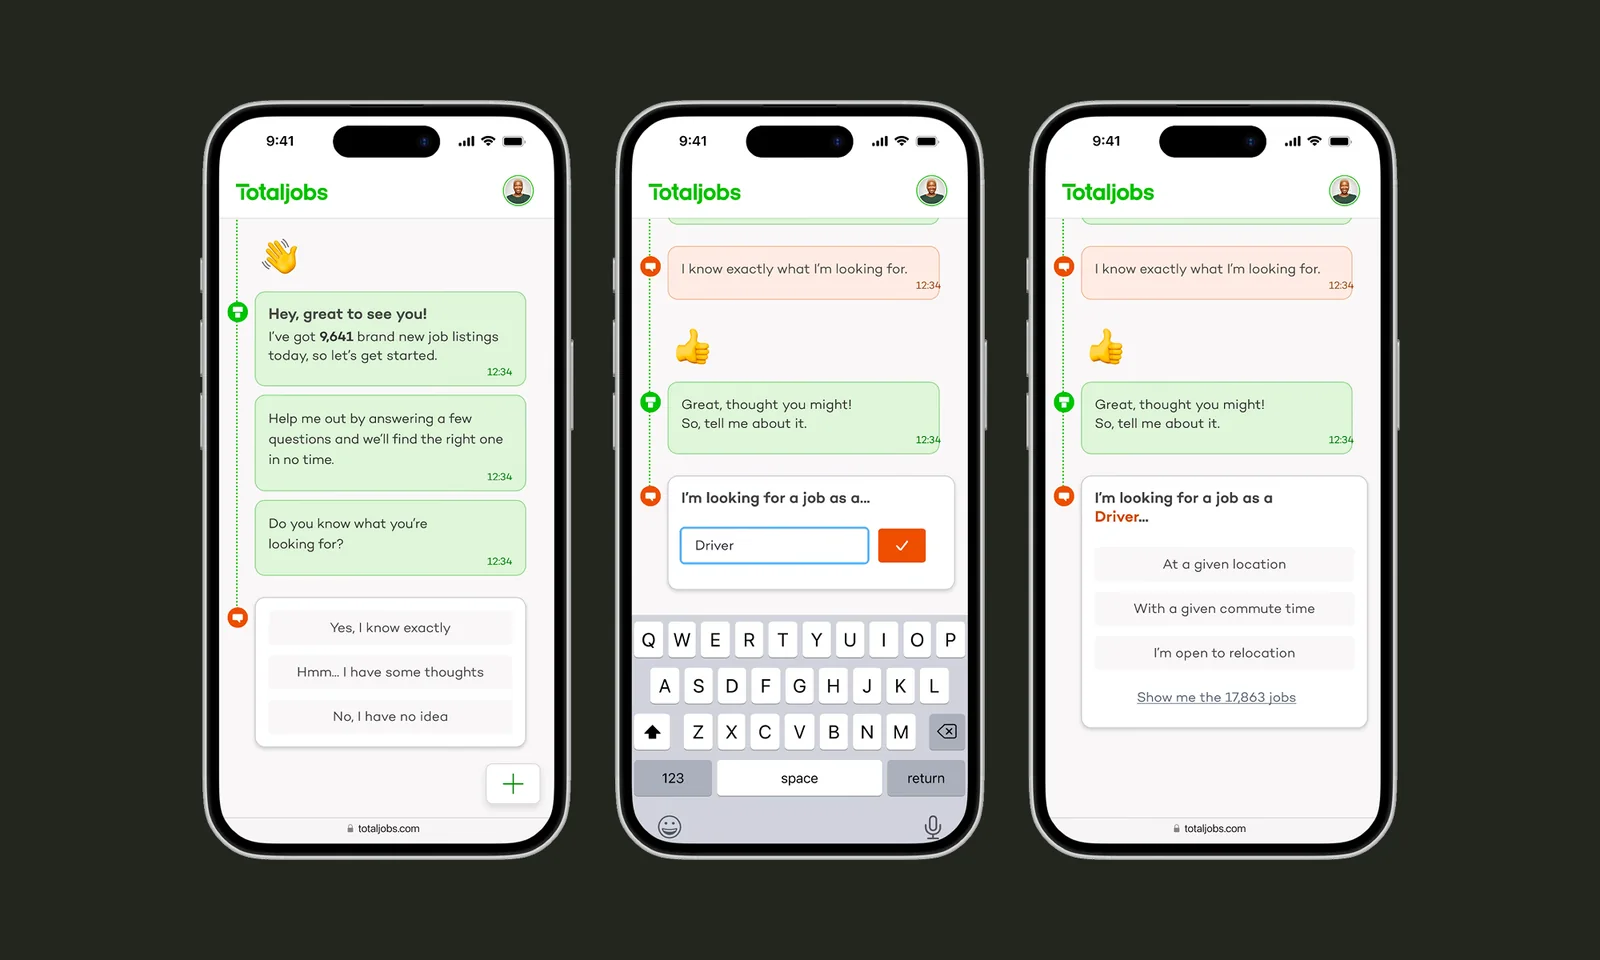 9:41
Totaljobs
Hey, great to see you!
I've got 9,641 brand new job listings
today, so let's get started.
12:34
Help me out by answering a few
questions and we'll find the right one
in no time.
12:34
Do you know what you're
looking for?
12:34
Yes, I know exactly
Hmm... I have some thoughts
No, I have no idea
totaljobs.com
9:41
Totaljobs
I know exactly what I'm looking for.
12:34
Great, thought you might!
So, tell me about it.
12:34
I'm looking for a job as a...
Driver
Q W E R T Y U I O P
A S D F G H J K L
Z X C V B N M
123 space return
9:41
Totaljobs
I know exactly what I'm looking for.
12:34
Great, thought you might!
So, tell me about it.
12:34
I'm looking for a job as a
Driver...
At a given location
With a given commute time
I'm open to relocation
Show me the 17,863 jobs
totaljobs.com